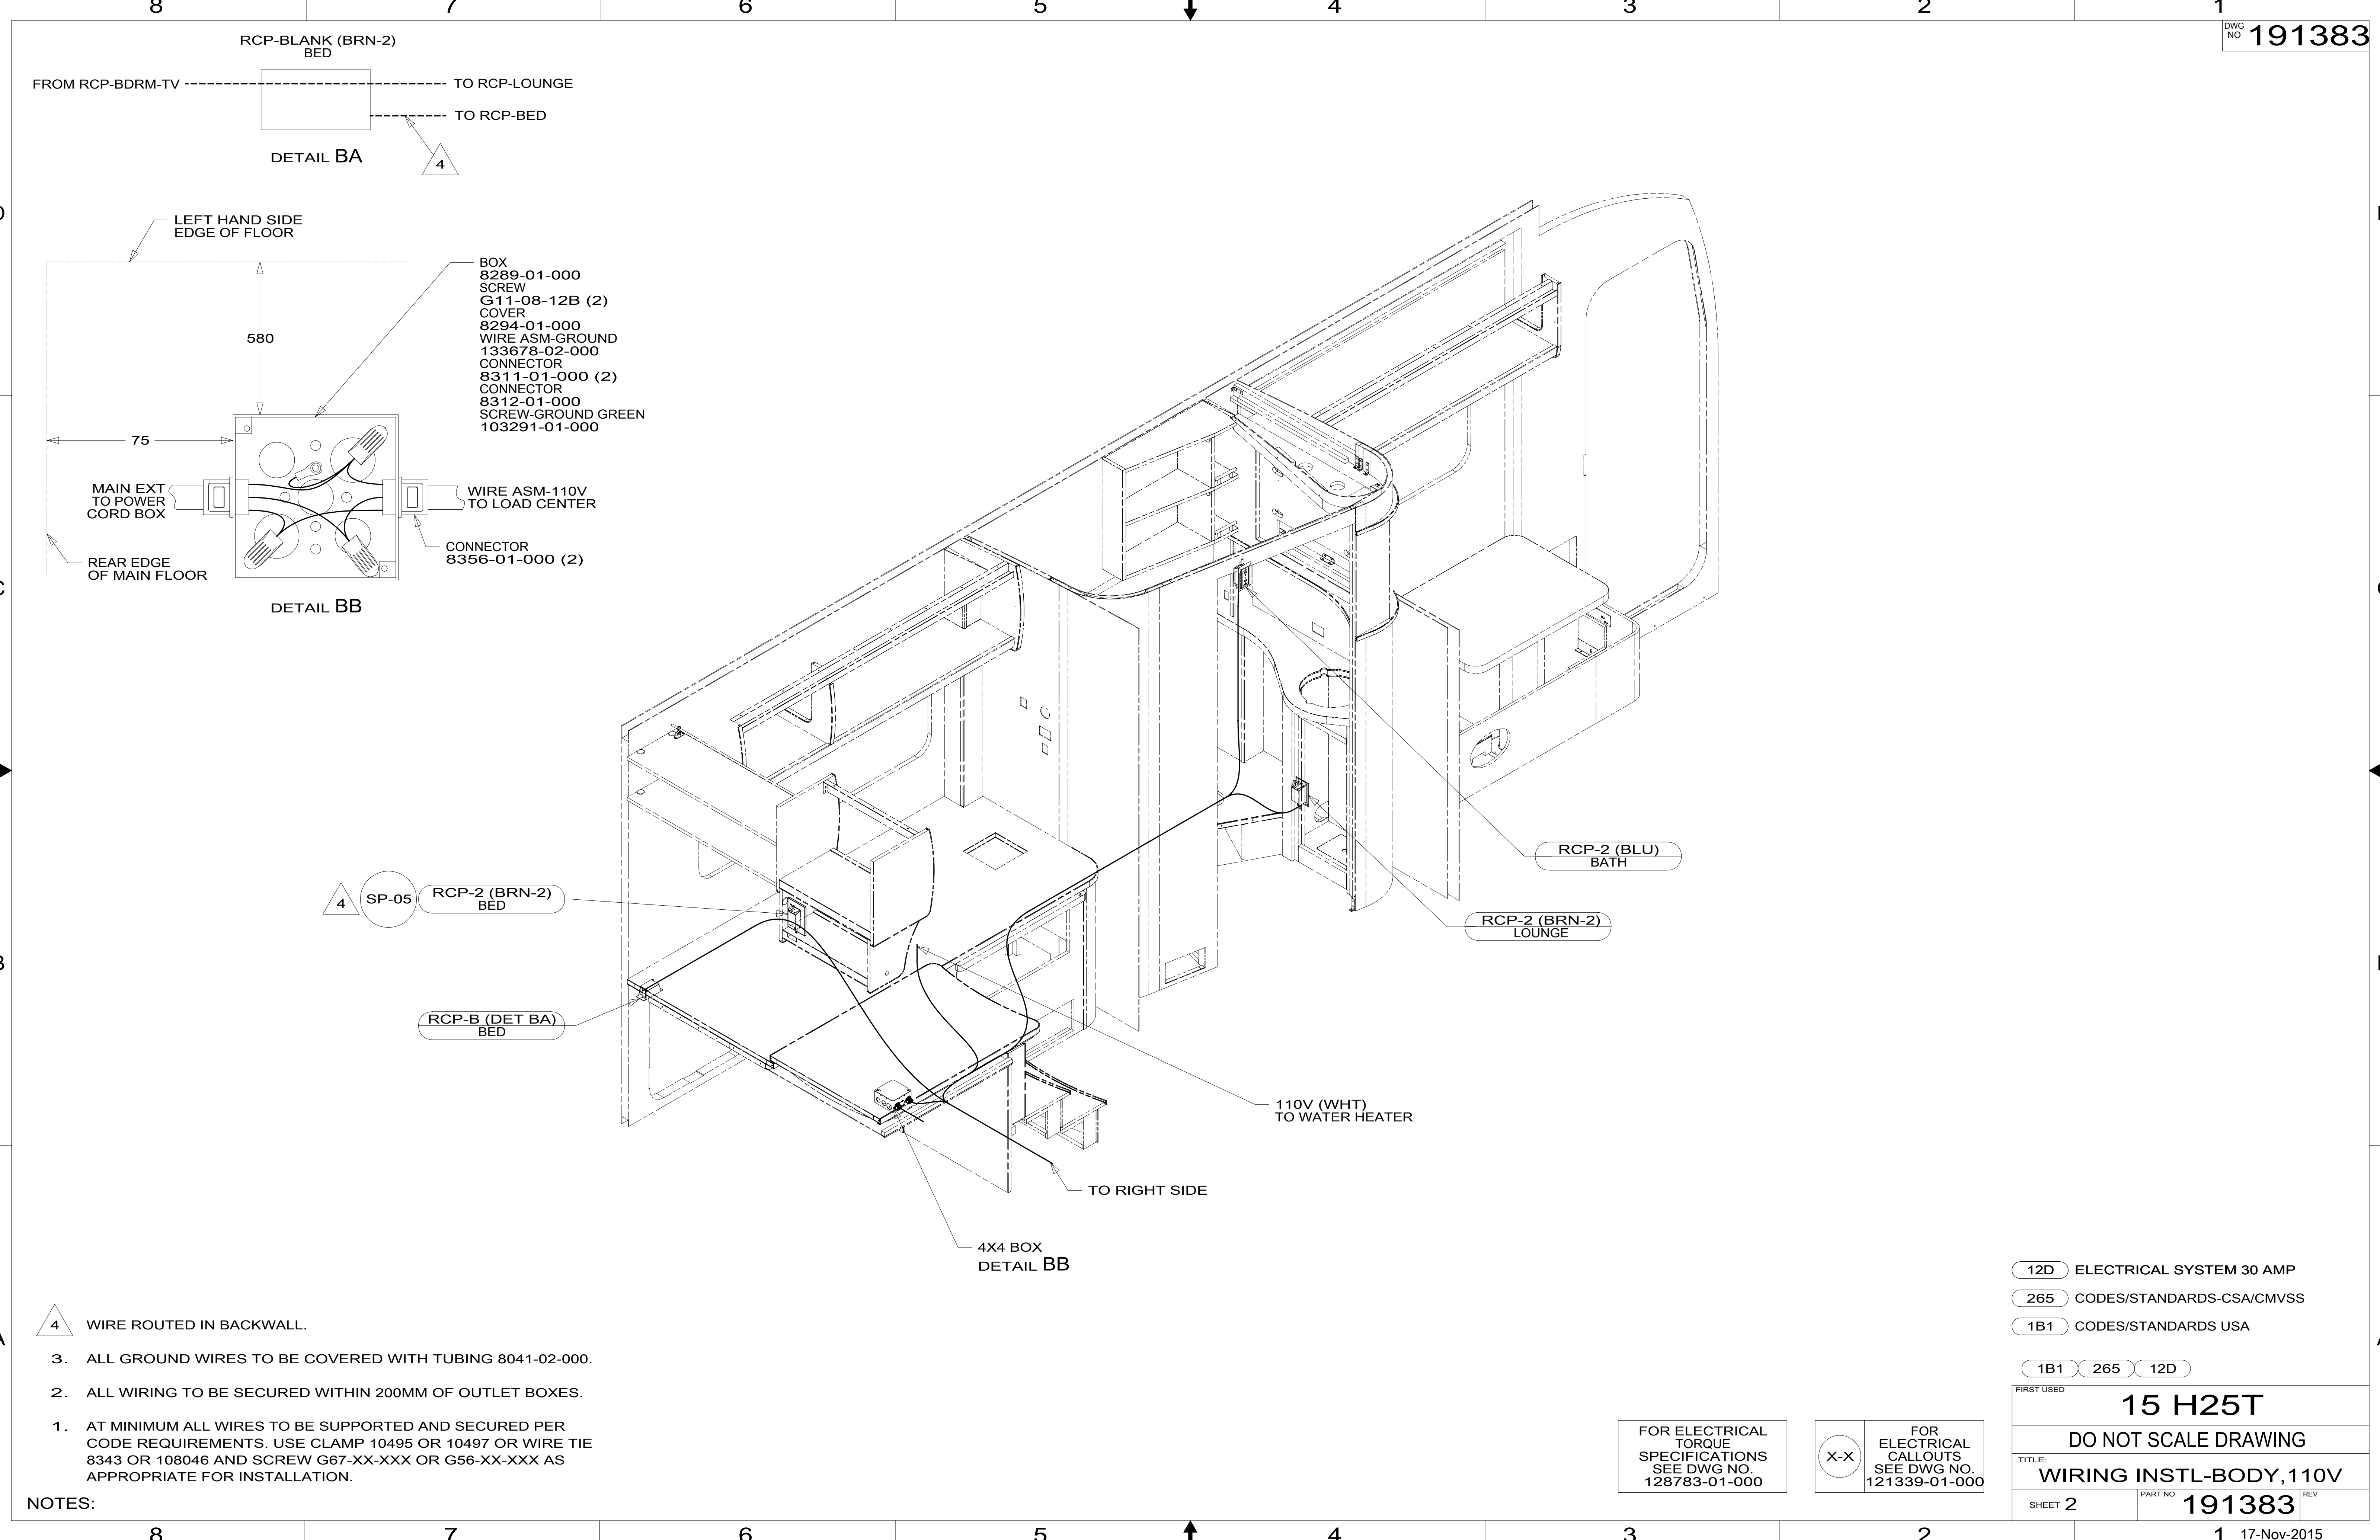 8 7 6 5 4 3 2 1
DWG
NO 191383
RCP-BLANK (BRN-2)
BED
FROM RCP-BDRM-TV
TO RCP-LOUNGE
TO RCP-BED
DETAIL BA
4
LEFT HAND SIDE
EDGE OF FLOOR
BOX
8289-01-000
SCREW
G11-08-12B (2)
COVER
8294-01-000
WIRE ASM-GROUND
133678-02-000
CONNECTOR
8311-01-000 (2)
CONNECTOR
8312-01-000
SCREW-GROUND GREEN
103291-01-000
580
75
MAIN EXT
TO POWER
CORD BOX
WIRE ASM-110V
TO LOAD CENTER
CONNECTOR
8356-01-000 (2)
REAR EDGE
OF MAIN FLOOR
DETAIL BB
RCP-2 (BLU)
BATH
4
SP-05
RCP-2 (BRN-2)
BED
RCP-2 (BRN-2)
LOUNGE
RCP-B (DET BA)
BED
110V (WHT)
TO WATER HEATER
TO RIGHT SIDE
4X4 BOX
DETAIL BB
12D ELECTRICAL SYSTEM 30 AMP
265 CODES/STANDARDS-CSA/CMVSS
1B1 CODES/STANDARDS USA
1B1 265 12D
4 WIRE ROUTED IN BACKWALL.
3. ALL GROUND WIRES TO BE COVERED WITH TUBING 8041-02-000.
2. ALL WIRING TO BE SECURED WITHIN 200MM OF OUTLET BOXES.
1. AT MINIMUM ALL WIRES TO BE SUPPORTED AND SECURED PER
CODE REQUIREMENTS. USE CLAMP 10495 OR 10497 OR WIRE TIE
8343 OR 108046 AND SCREW G67-XX-XXX OR G56-XX-XXX AS
APPROPRIATE FOR INSTALLATION.
NOTES:
FOR ELECTRICAL
TORQUE
SPECIFICATIONS
SEE DWG NO.
128783-01-000
X-X
FOR
ELECTRICAL
CALLOUTS
SEE DWG NO.
121339-01-000
FIRST USED
15 H25T
DO NOT SCALE DRAWING
TITLE:
WIRING INSTL-BODY,110V
SHEET 2
PART NO 191383
REV
8 7 6 5 4 3 2 1
17-Nov-2015